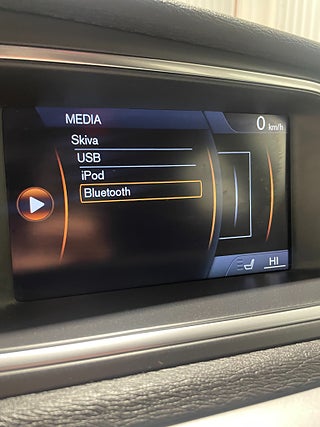 MEDIA
0 km/h
Skiva
USB
iPod
Bluetooth
HI